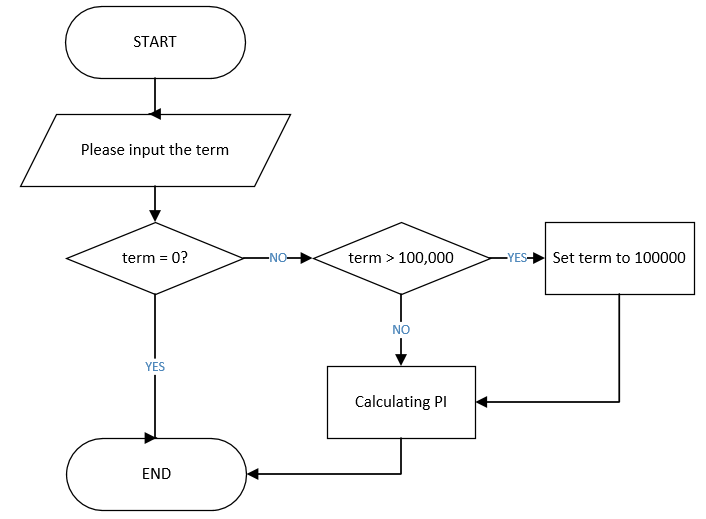 START
Please input the term
term = 0?
NO
term > 100,000
YES
Set term to 100000
NO
YES
Calculating PI
END